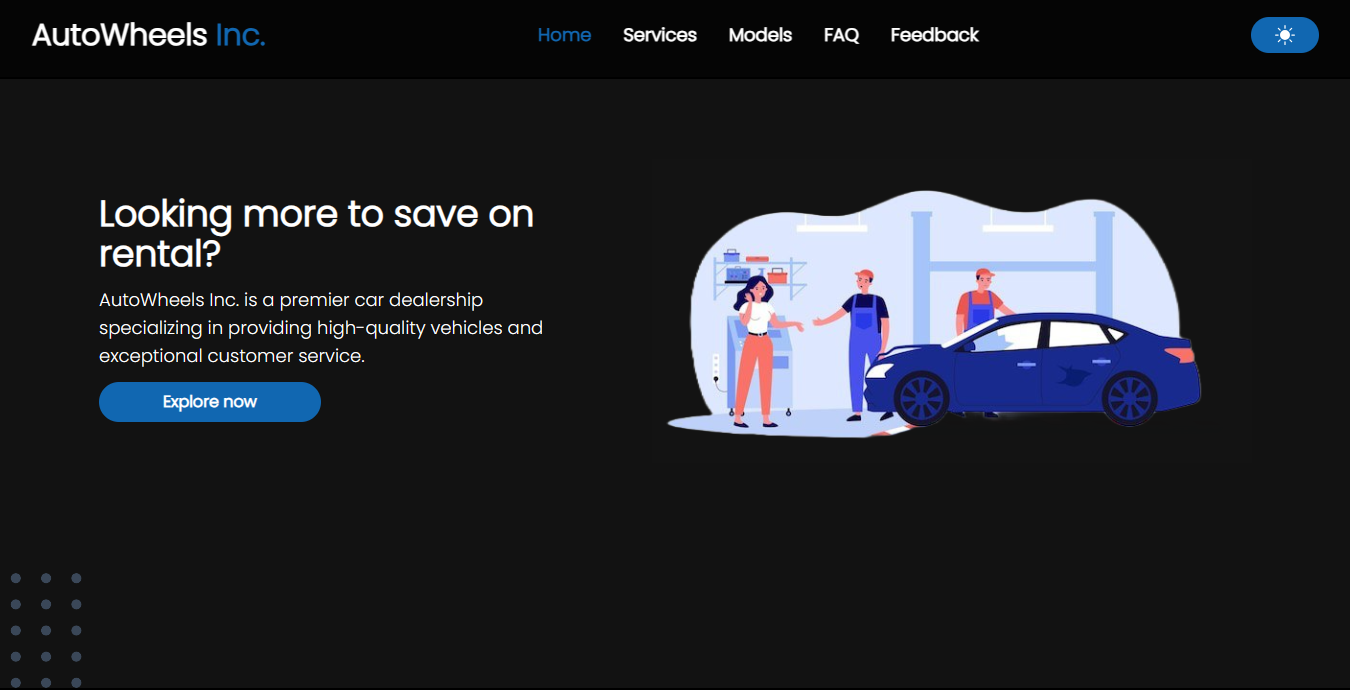 AutoWheels Inc.
Home Services Models FAQ Feedback
Looking more to save on
rental?
AutoWheels Inc. is a premier car dealership
specializing in providing high-quality vehicles and
exceptional customer service.
Explore now